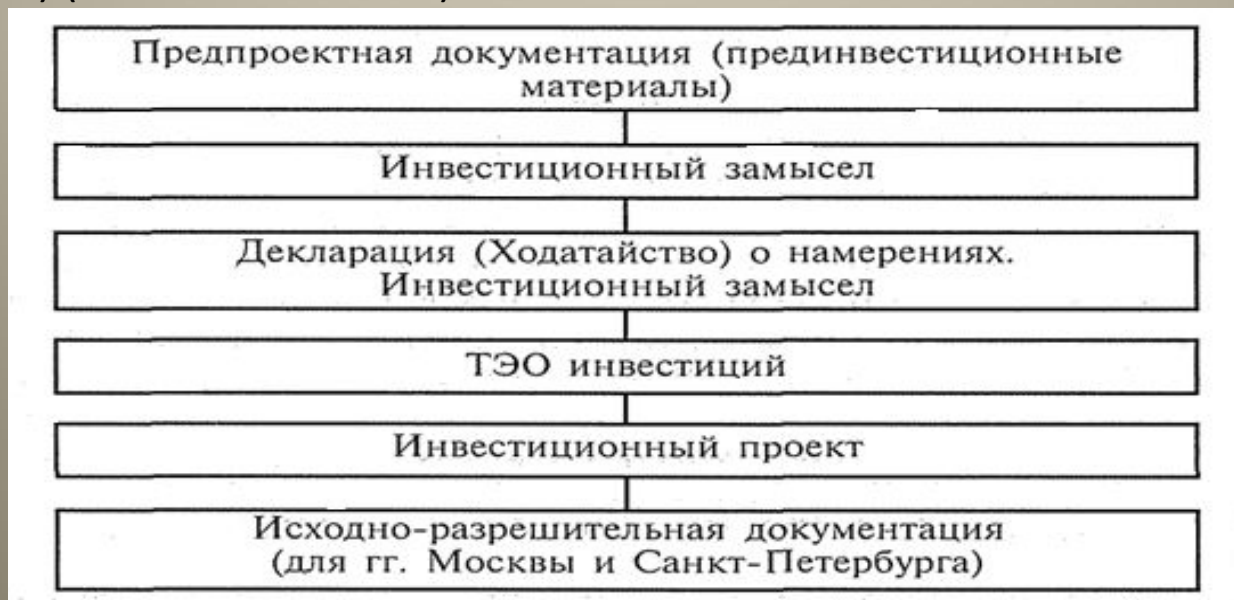 Предпроектная документация (прединвестиционные
материалы)
Инвестиционный замысел
Декларация (Ходатайство) о намерениях.
Инвестиционный замысел
ТЭО инвестиций
Инвестиционный проект
Исходно-разрешительная документация
(для гг. Москвы и Санкт-Петербурга)